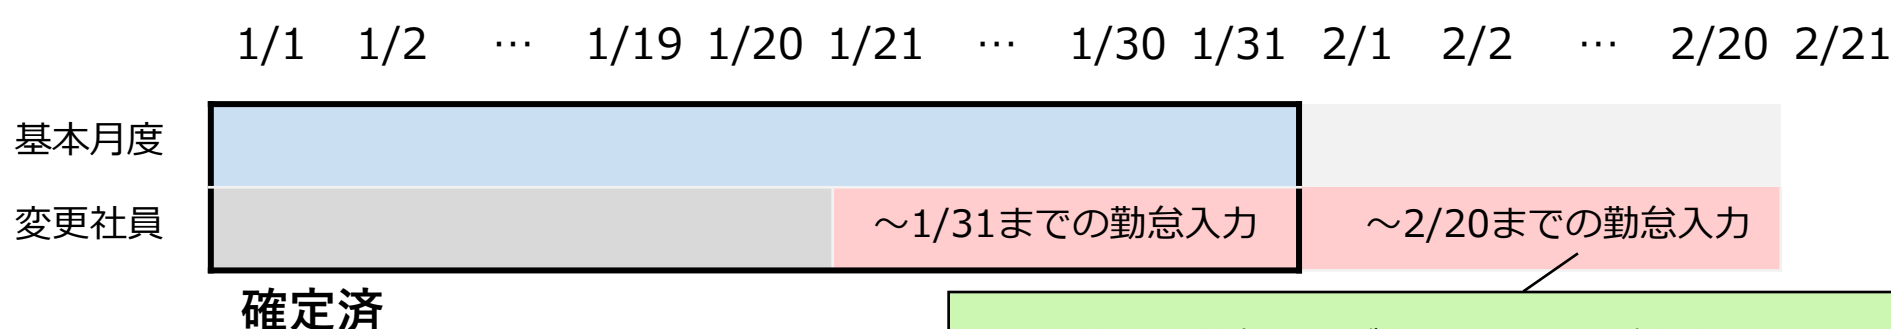 1/1 1/2 … 1/19 1/20 1/21 … 1/30 1/31 2/1 2/2 … 2/20 2/21
基本月度
変更社員 ～1/31までの勤怠入力 ～2/20までの勤怠入力
確定済